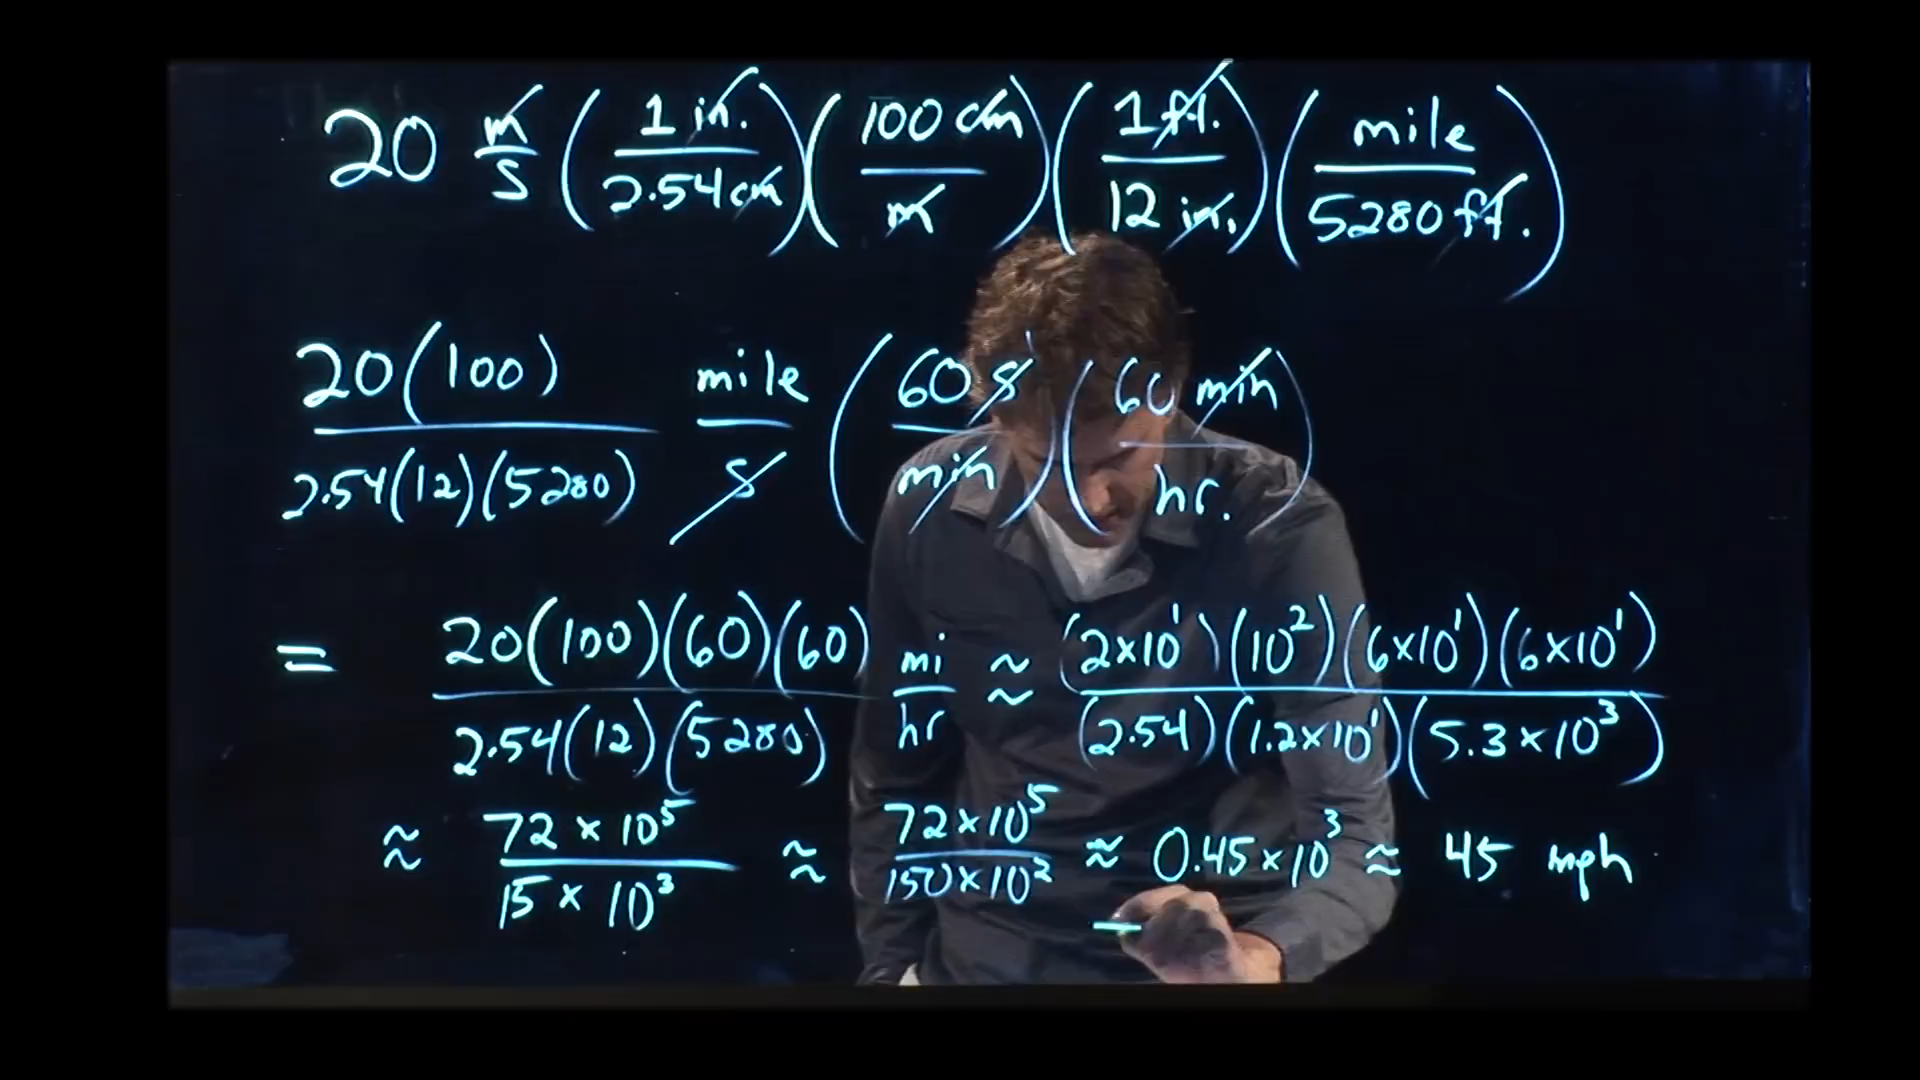 20 m/s (1 in./2.54 cm)(100 cm/m)(1 ft./12 in.)(mile/5280 ft.)
20(100)/2.54(12)(5280) mile/s (60 s/min)(60 min/hr.)
= 20(100)(60)(60)/2.54(12)(5280) mi/hr ≈ (2×10¹)(10²)(6×10¹)(6×10¹)/(2.54)(1.2×10¹)(5.3×10³)
≈ 72 × 10⁵/15 × 10³ ≈ 72×10⁵/150×10² ≈ 0.45×10³ ≈ 45 mph